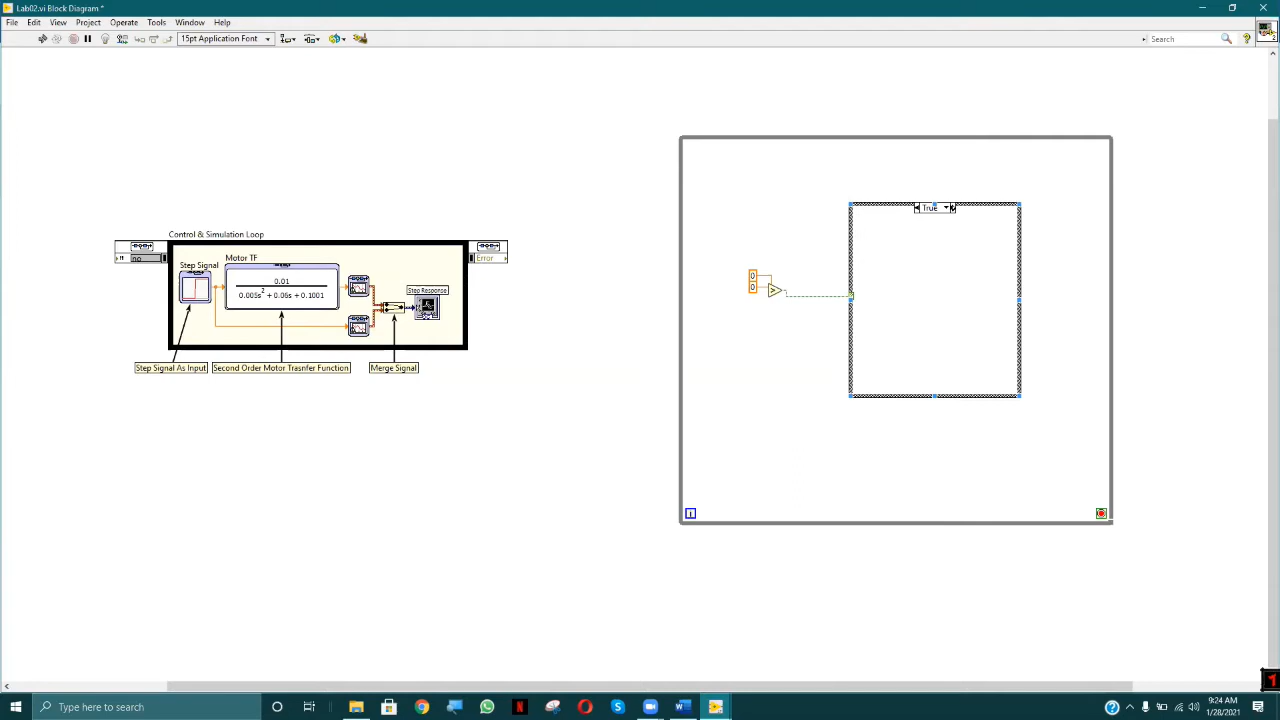 Lab02.vi Block Diagram *
File Edit View Project Operate Tools Window Help
15pt Application Font
Search
2
True
Control & Simulation Loop
no
Error
Step Signal
Motor TF
0.01
0.005s² + 0.06s + 0.1001
Step Response
0
0
>
Step Signal As Input
Second Order Motor Trasnfer Function
Merge Signal
i
1
Type here to search
9:24 AM
1/28/2021